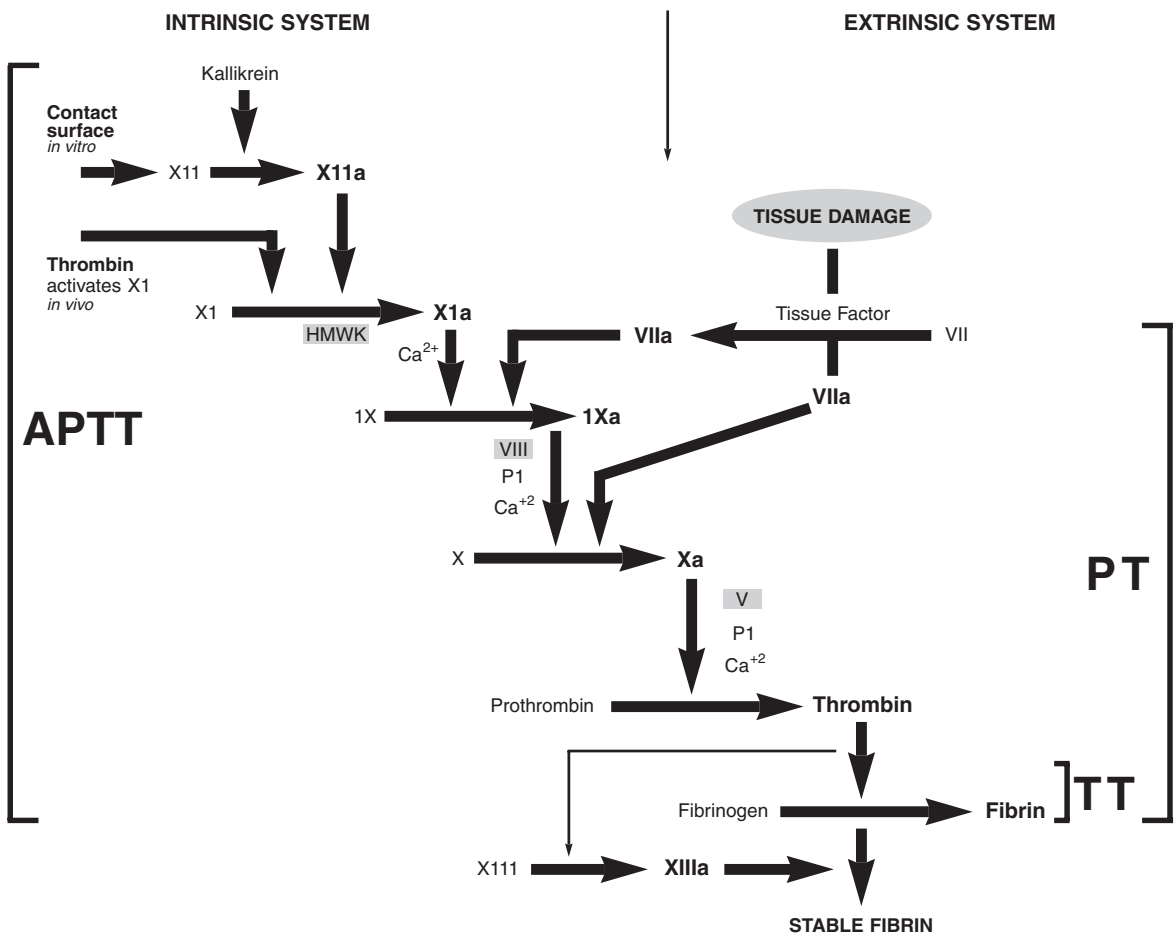 INTRINSIC SYSTEM
EXTRINSIC SYSTEM
Kallikrein
Contact
surface
in vitro
X11
X11a
TISSUE DAMAGE
Thrombin
activates X1
in vivo
X1
X1a
HMWK
Tissue Factor
VIIa
VII
Ca2+
VIIa
1X
1Xa
APTT
VIII
P1
Ca+2
X
Xa
PT
V
P1
Ca+2
Prothrombin
Thrombin
Fibrinogen
Fibrin
TT
X111
XIIIa
STABLE FIBRIN